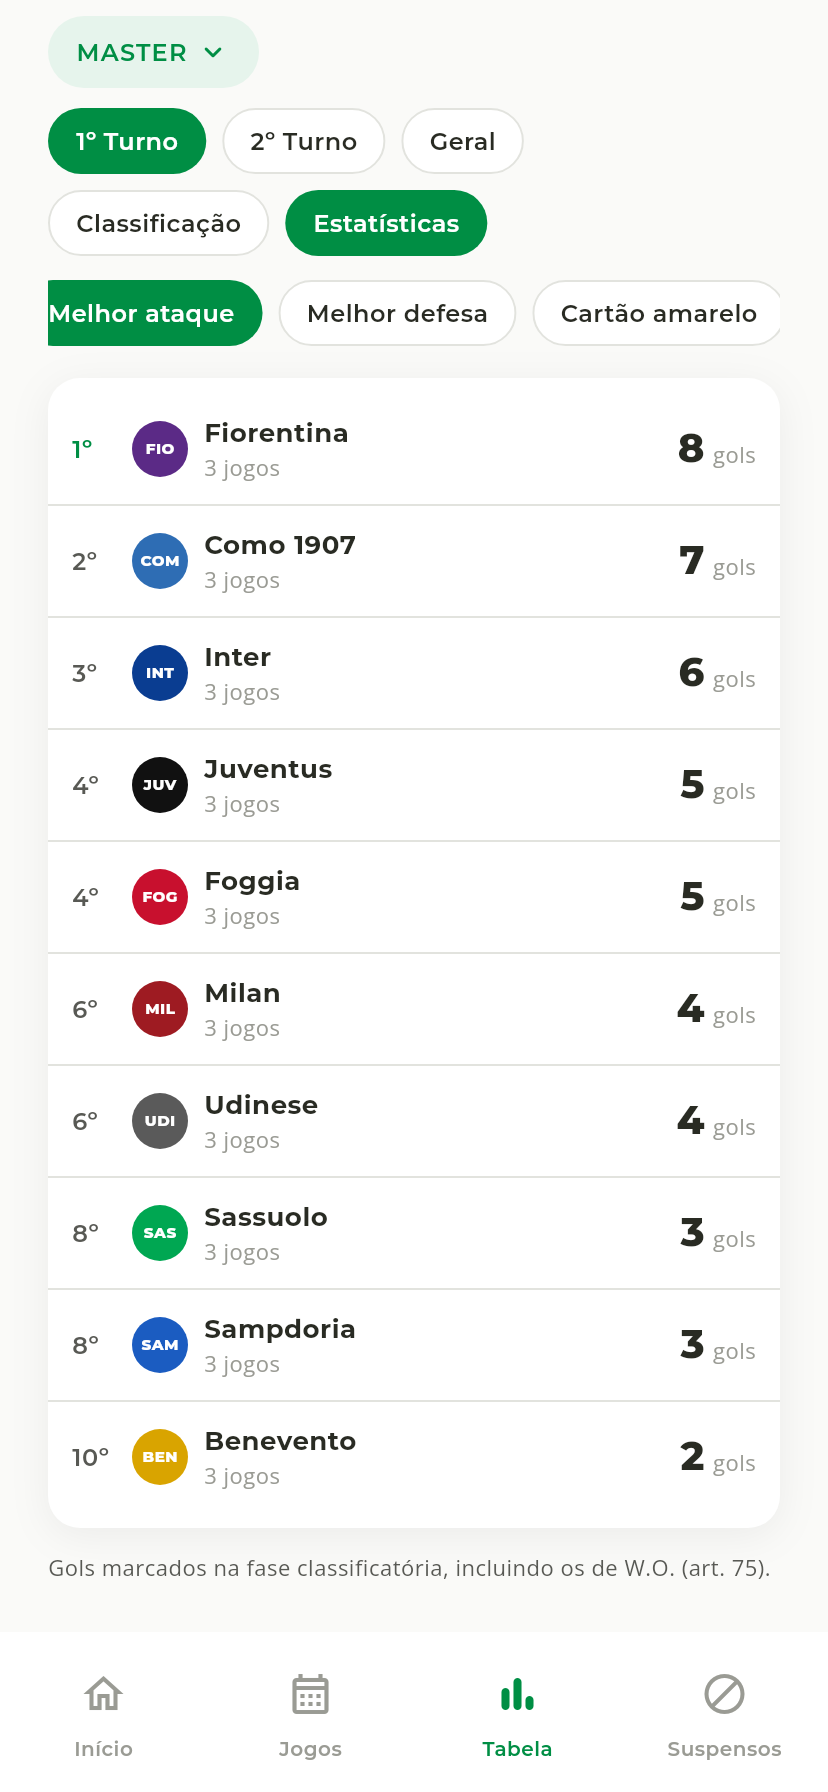 MASTER
1º Turno
2º Turno
Geral
Classificação
Estatísticas
Melhor ataque
Melhor defesa
Cartão amarelo
1º
FIO
Fiorentina
3 jogos
8 gols
2º
COM
Como 1907
3 jogos
7 gols
3º
INT
Inter
3 jogos
6 gols
4º
JUV
Juventus
3 jogos
5 gols
4º
FOG
Foggia
3 jogos
5 gols
6º
MIL
Milan
3 jogos
4 gols
6º
UDI
Udinese
3 jogos
4 gols
8º
SAS
Sassuolo
3 jogos
3 gols
8º
SAM
Sampdoria
3 jogos
3 gols
10º
BEN
Benevento
3 jogos
2 gols
Gols marcados na fase classificatória, incluindo os de W.O. (art. 75).
Início
Jogos
Tabela
Suspensos